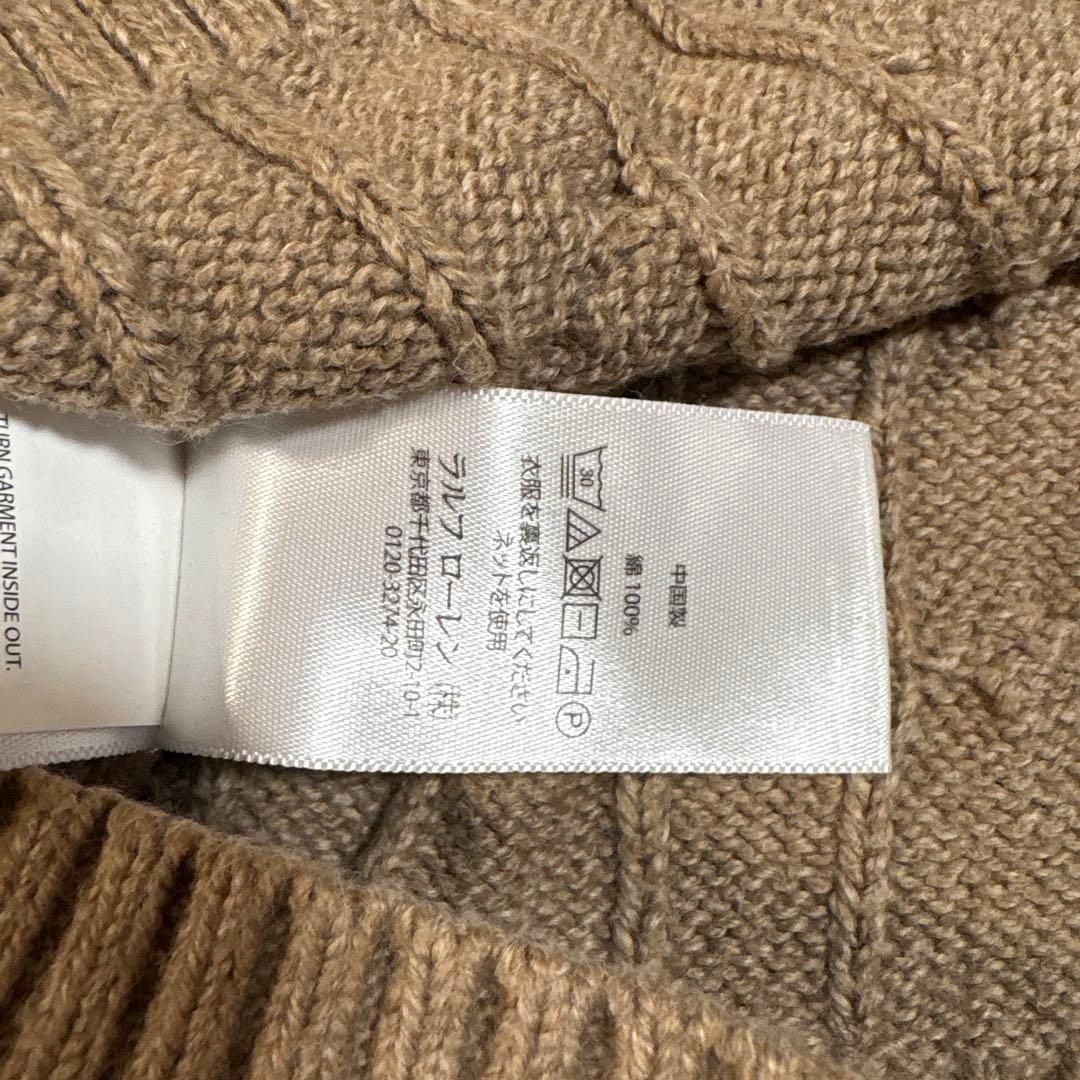 中国製
綿 100%
30
P
衣服を裏返しにしてください
ネットを使用
ラルフ ローレン（株）
東京都千代田区永田町2-10-1
0120-3274-20
TURN GARMENT INSIDE OUT.